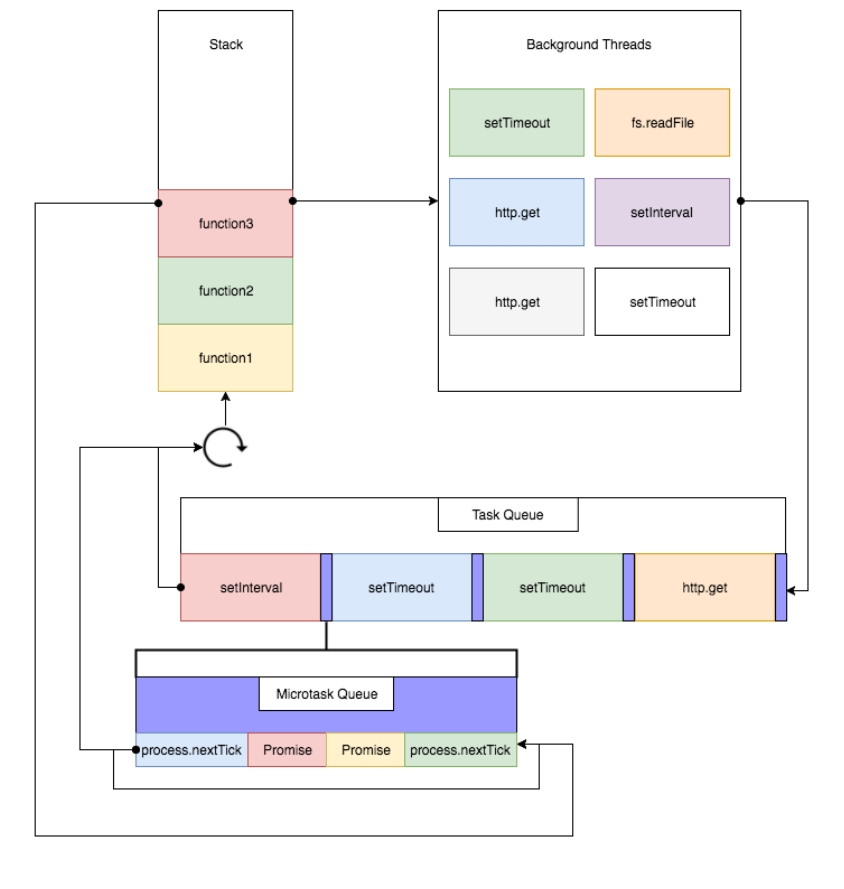 Stack
Background Threads
setTimeout
fs.readFile
http.get
setInterval
http.get
setTimeout
function3
function2
function1
Task Queue
setInterval
setTimeout
setTimeout
http.get
Microtask Queue
process.nextTick
Promise
Promise
process.nextTick